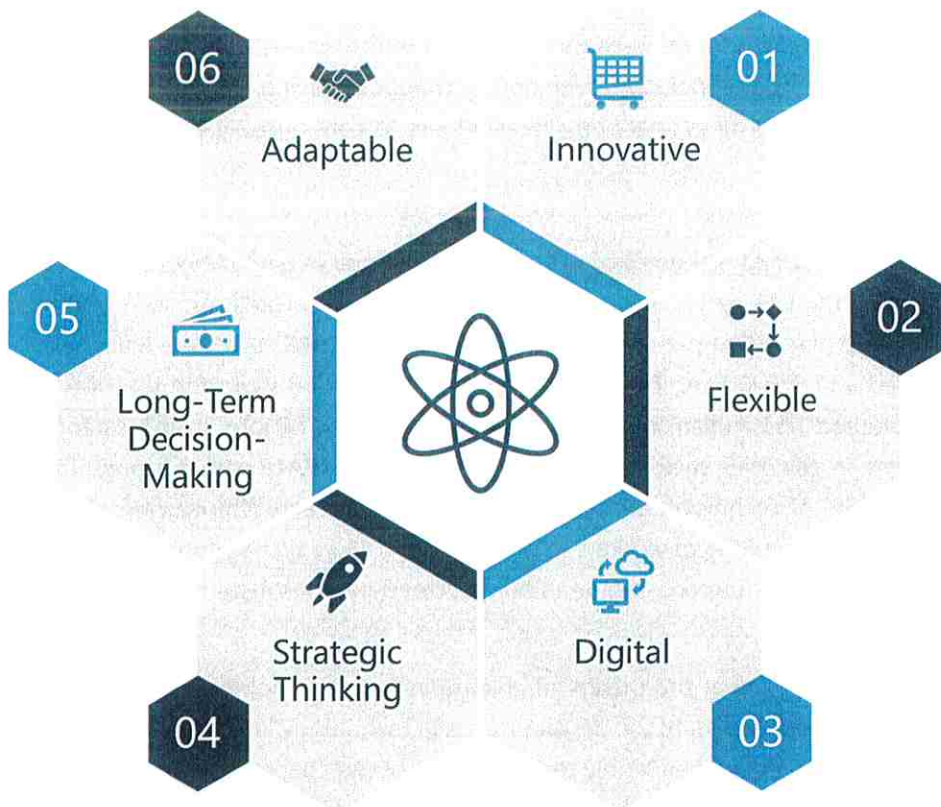 01
Innovative
02
Flexible
03
Digital
04
Strategic
Thinking
05
Long-Term
Decision-
Making
06
Adaptable